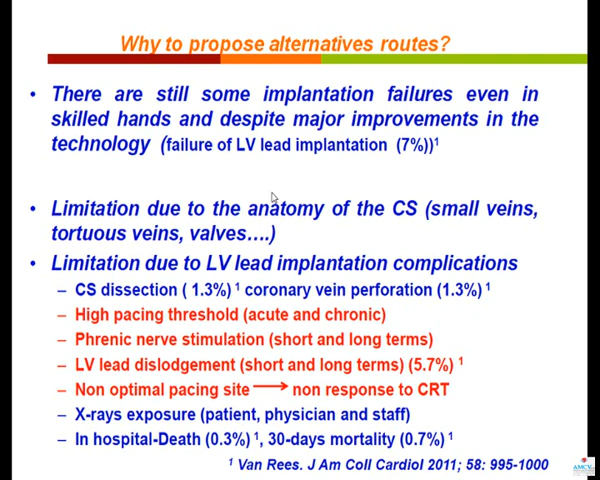 Why to propose alternatives routes?
• There are still some implantation failures even in
skilled hands and despite major improvements in the
technology (failure of LV lead implantation (7%))1
• Limitation due to the anatomy of the CS (small veins,
tortuous veins, valves....)
• Limitation due to LV lead implantation complications
– CS dissection ( 1.3%) 1 coronary vein perforation (1.3%) 1
– High pacing threshold (acute and chronic)
– Phrenic nerve stimulation (short and long terms)
– LV lead dislodgement (short and long terms) (5.7%) 1
– Non optimal pacing site → non response to CRT
– X-rays exposure (patient, physician and staff)
– In hospital-Death (0.3%) 1, 30-days mortality (0.7%) 1
1 Van Rees. J Am Coll Cardiol 2011; 58: 995-1000
AMCV